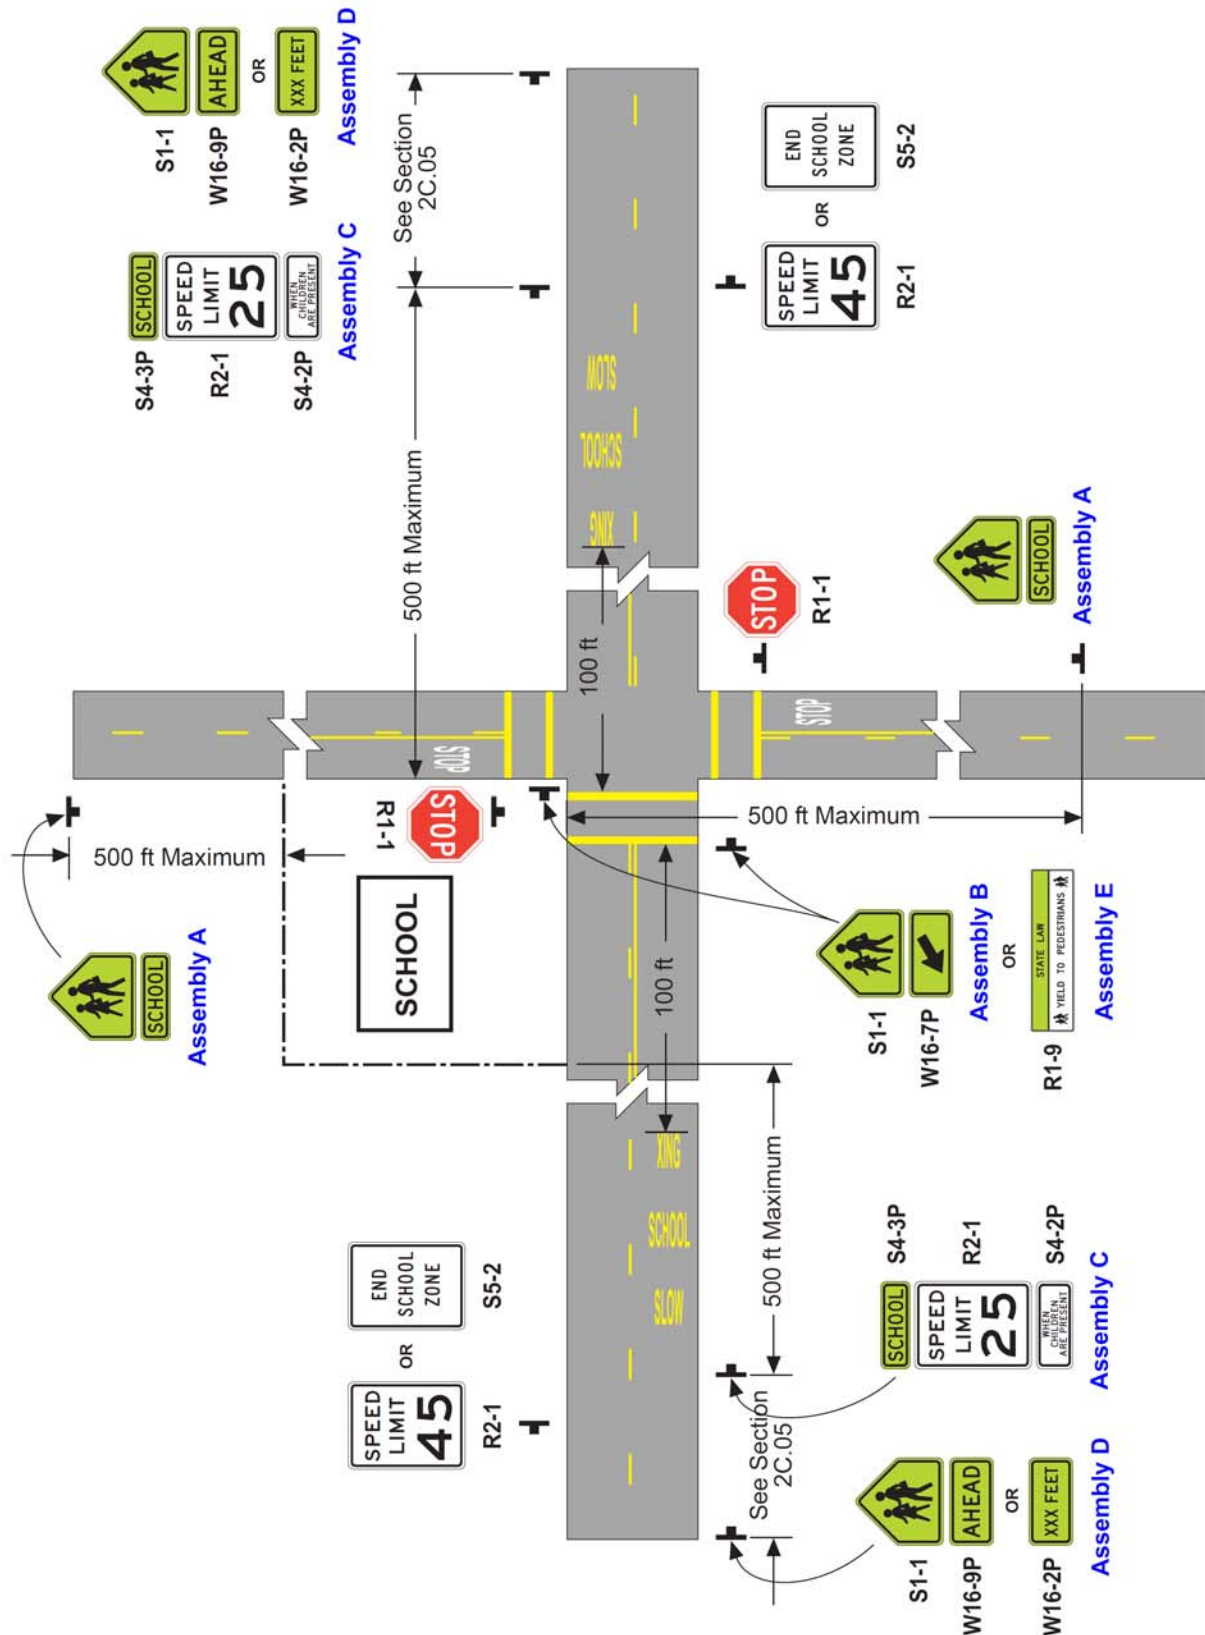 S1-1
AHEAD
W16-9P
OR
XXX FEET
W16-2P
Assembly D
SCHOOL
S4-3P
SPEED
LIMIT
25
R2-1
WHEN
CHILDREN
ARE PRESENT
S4-2P
Assembly C
See Section
2C.05
500 ft Maximum
END
SCHOOL
ZONE
S5-2
OR
SPEED
LIMIT
45
R2-1
SLOW
SCHOOL
XING
100 ft
STOP
R1-1
STOP
SCHOOL
Assembly A
500 ft Maximum
STOP
STOP
R1-1
500 ft Maximum
SCHOOL
Assembly A
SCHOOL
100 ft
S1-1
W16-7P
Assembly B
OR
STATE LAW
YIELD TO PEDESTRIANS
R1-9
Assembly E
XING
SCHOOL
SLOW
500 ft Maximum
END
SCHOOL
ZONE
S5-2
OR
SPEED
LIMIT
45
R2-1
SCHOOL
S4-3P
SPEED
LIMIT
25
R2-1
WHEN
CHILDREN
ARE PRESENT
S4-2P
Assembly C
See Section
2C.05
S1-1
AHEAD
W16-9P
OR
XXX FEET
W16-2P
Assembly D